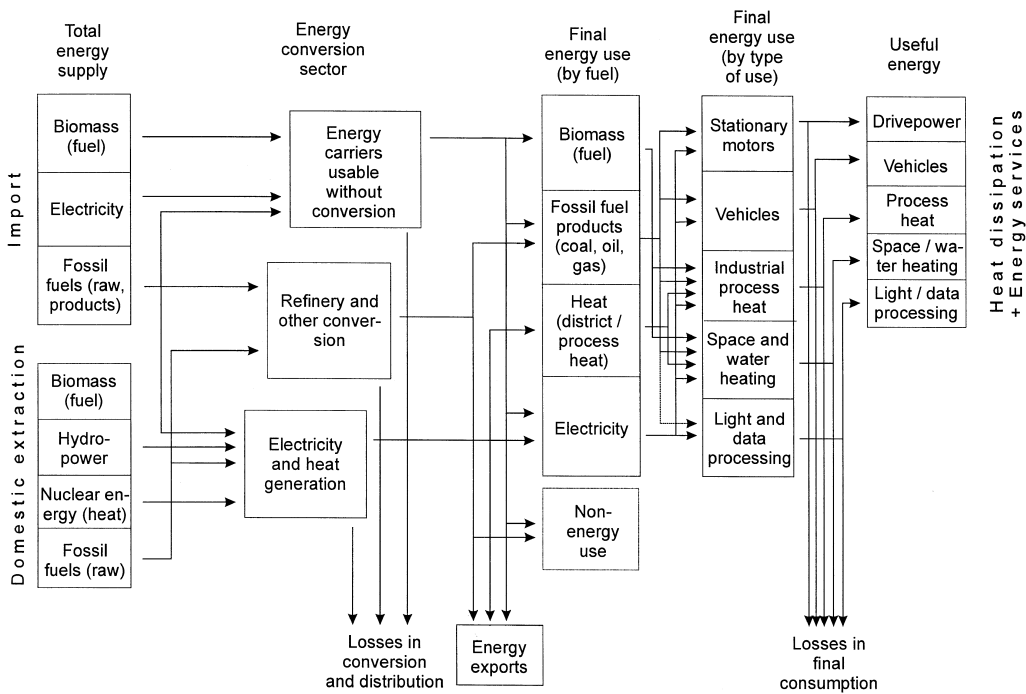 Total
energy
supply
Energy
conversion
sector
Final
energy use
(by fuel)
Final
energy use
(by type
of use)
Useful
energy
Import
Biomass
(fuel)
Electricity
Fossil
fuels (raw,
products)
Domestic extraction
Biomass
(fuel)
Hydro-
power
Nuclear en-
ergy (heat)
Fossil
fuels (raw)
Energy
carriers
usable
without
conversion
Refinery and
other conver-
sion
Electricity
and heat
generation
Losses in
conversion
and distribution
Energy
exports
Biomass
(fuel)
Fossil fuel
products
(coal, oil,
gas)
Heat
(district /
process
heat)
Electricity
Non-
energy
use
Stationary
motors
Vehicles
Industrial
process
heat
Space and
water
heating
Light and
data
processing
Drivepower
Vehicles
Process
heat
Space / wa-
ter heating
Light / data
processing
Losses in
final
consumption
Heat dissipation
+ Energy services